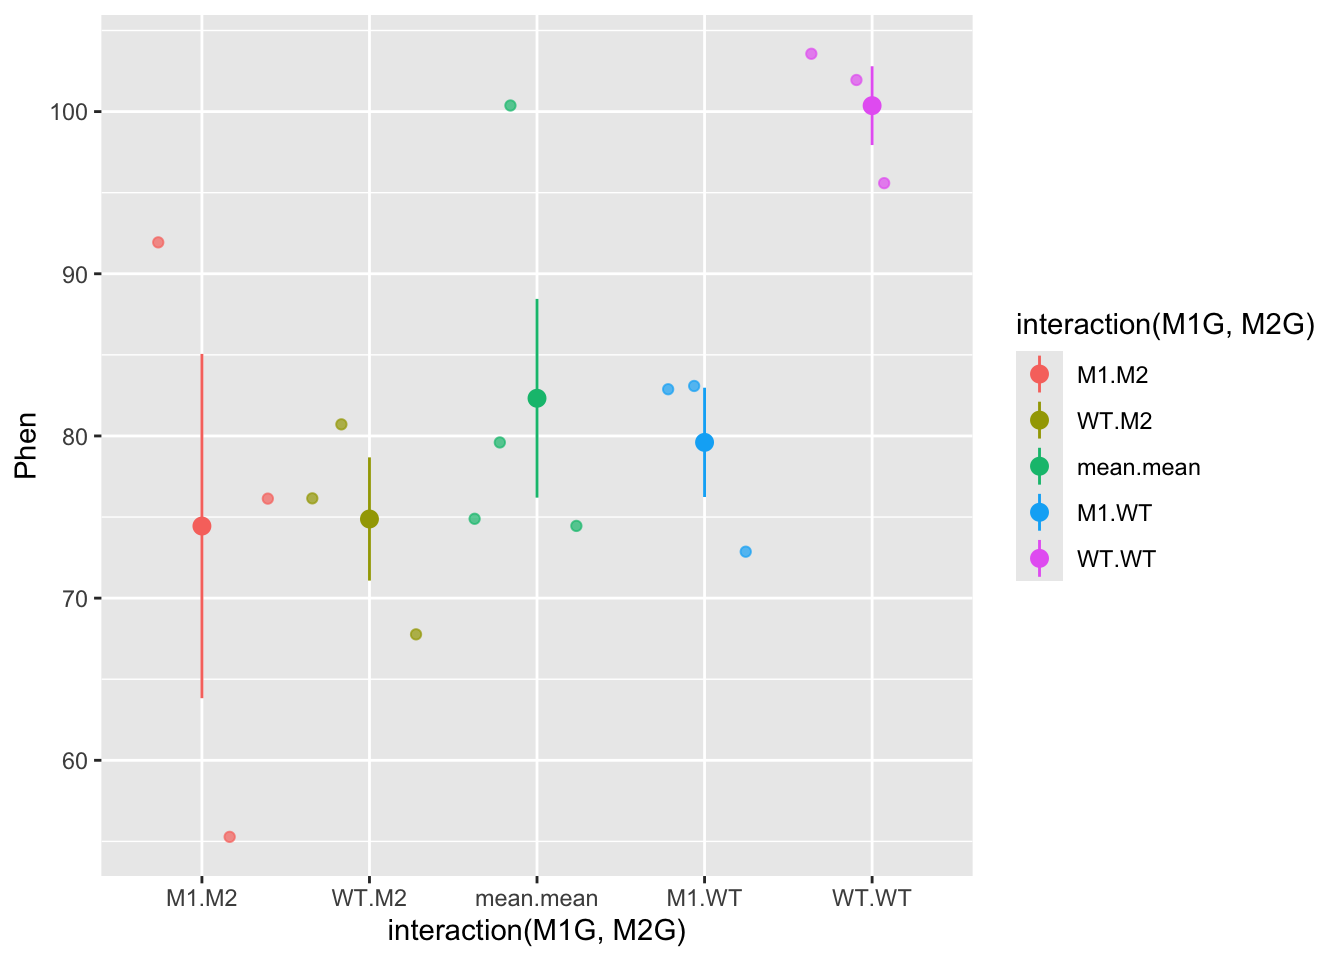 100
90
80
70
60
Phen
M1.M2
WT.M2
mean.mean
M1.WT
WT.WT
interaction(M1G, M2G)
interaction(M1G, M2G)
M1.M2
WT.M2
mean.mean
M1.WT
WT.WT